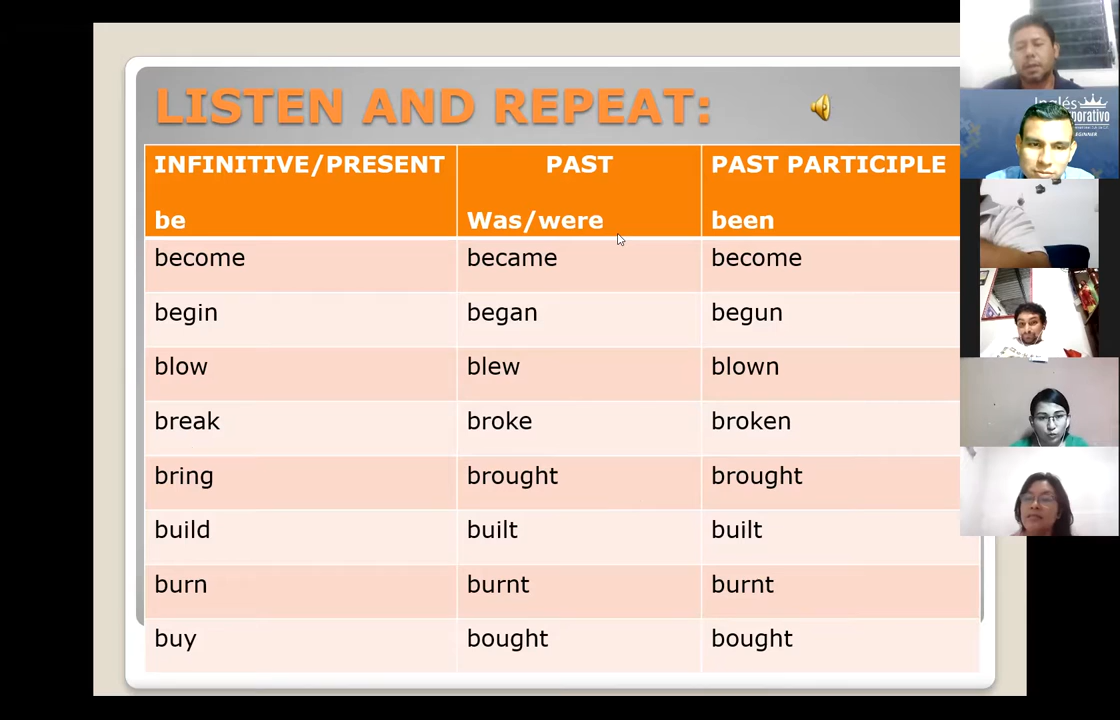 LISTEN AND REPEAT:
INFINITIVE/PRESENT PAST PAST PARTICIPLE
be Was/were been
become became become
begin began begun
blow blew blown
break broke broken
bring brought brought
build built built
burn burnt burnt
buy bought bought
Inglés